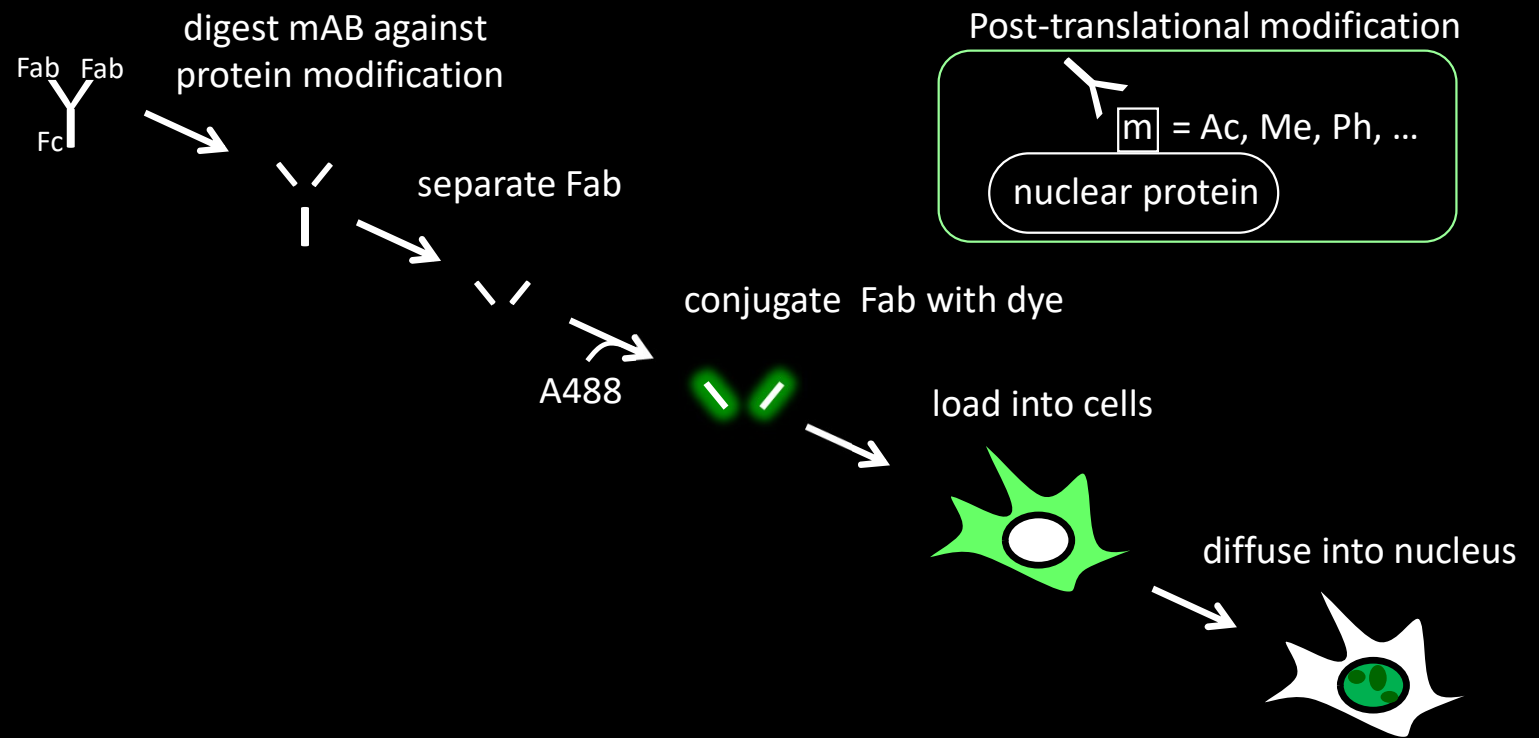 digest mAB against
protein modification
Fab Fab
Fc
separate Fab
conjugate Fab with dye
A488
load into cells
diffuse into nucleus
Post-translational modification
m = Ac, Me, Ph, ...
nuclear protein